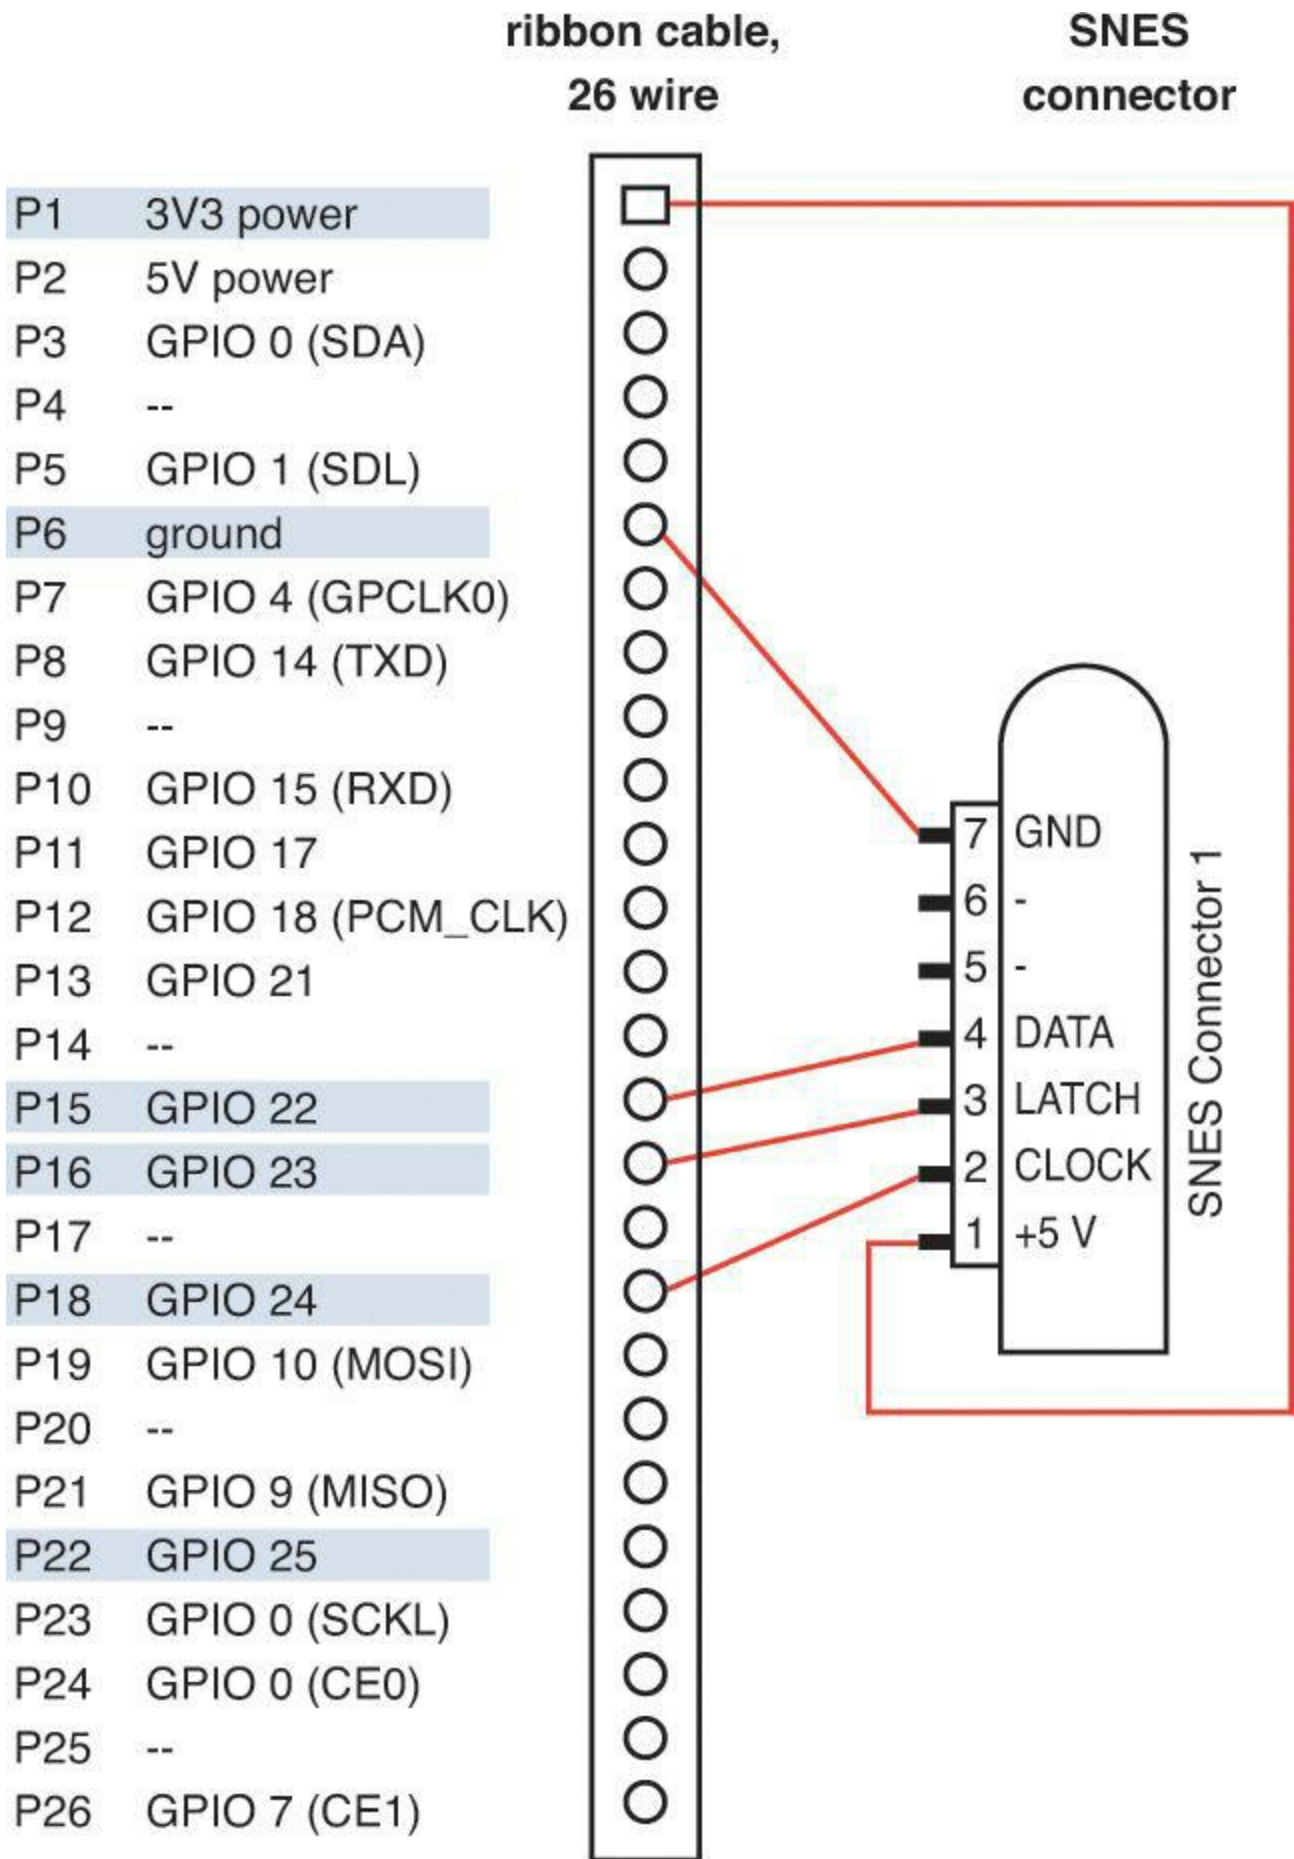 ribbon cable,
26 wire
SNES
connector
P1 3V3 power
P2 5V power
P3 GPIO 0 (SDA)
P4 --
P5 GPIO 1 (SDL)
P6 ground
P7 GPIO 4 (GPCLK0)
P8 GPIO 14 (TXD)
P9 --
P10 GPIO 15 (RXD)
P11 GPIO 17
P12 GPIO 18 (PCM_CLK)
P13 GPIO 21
P14 --
P15 GPIO 22
P16 GPIO 23
P17 --
P18 GPIO 24
P19 GPIO 10 (MOSI)
P20 --
P21 GPIO 9 (MISO)
P22 GPIO 25
P23 GPIO 0 (SCKL)
P24 GPIO 0 (CE0)
P25 --
P26 GPIO 7 (CE1)
7 GND
6 -
5 -
4 DATA
3 LATCH
2 CLOCK
1 +5 V
SNES Connector 1